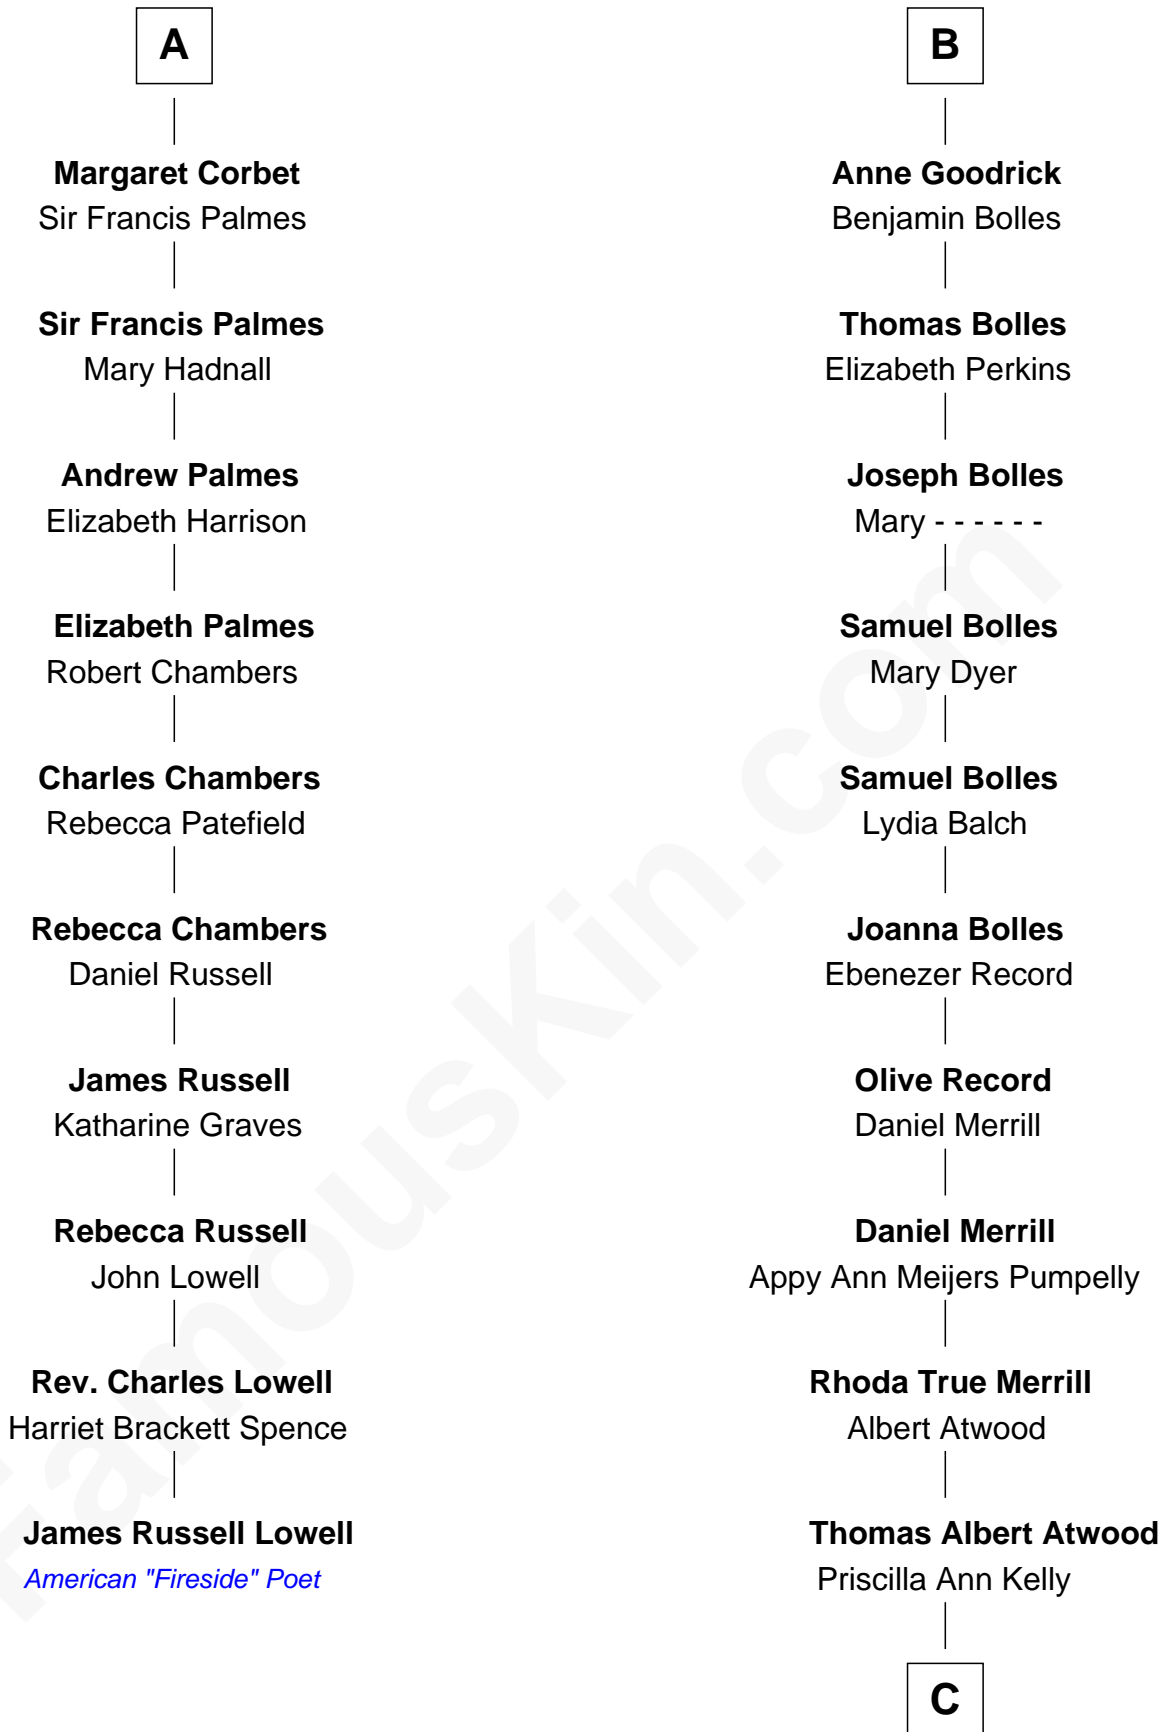 A
Margaret Corbet
Sir Francis Palmes
Sir Francis Palmes
Mary Hadnall
Andrew Palmes
Elizabeth Harrison
Elizabeth Palmes
Robert Chambers
Charles Chambers
Rebecca Patefield
Rebecca Chambers
Daniel Russell
James Russell
Katharine Graves
Rebecca Russell
John Lowell
Rev. Charles Lowell
Harriet Brackett Spence
James Russell Lowell
American "Fireside" Poet
B
Anne Goodrick
Benjamin Bolles
Thomas Bolles
Elizabeth Perkins
Joseph Bolles
Mary - - - - - -
Samuel Bolles
Mary Dyer
Samuel Bolles
Lydia Balch
Joanna Bolles
Ebenezer Record
Olive Record
Daniel Merrill
Daniel Merrill
Appy Ann Meijers Pumpelly
Rhoda True Merrill
Albert Atwood
Thomas Albert Atwood
Priscilla Ann Kelly
C
FamousKin.com